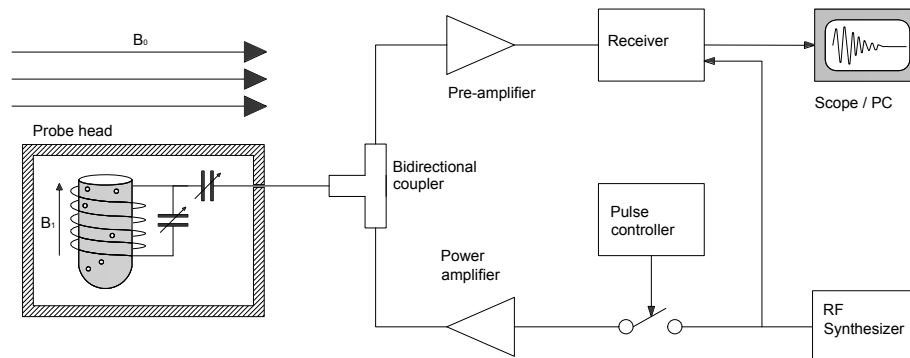 B₀
Receiver
Pre-amplifier
Scope / PC
Probe head
Bidirectional
coupler
B₁
Pulse
controller
Power
amplifier
RF
Synthesizer